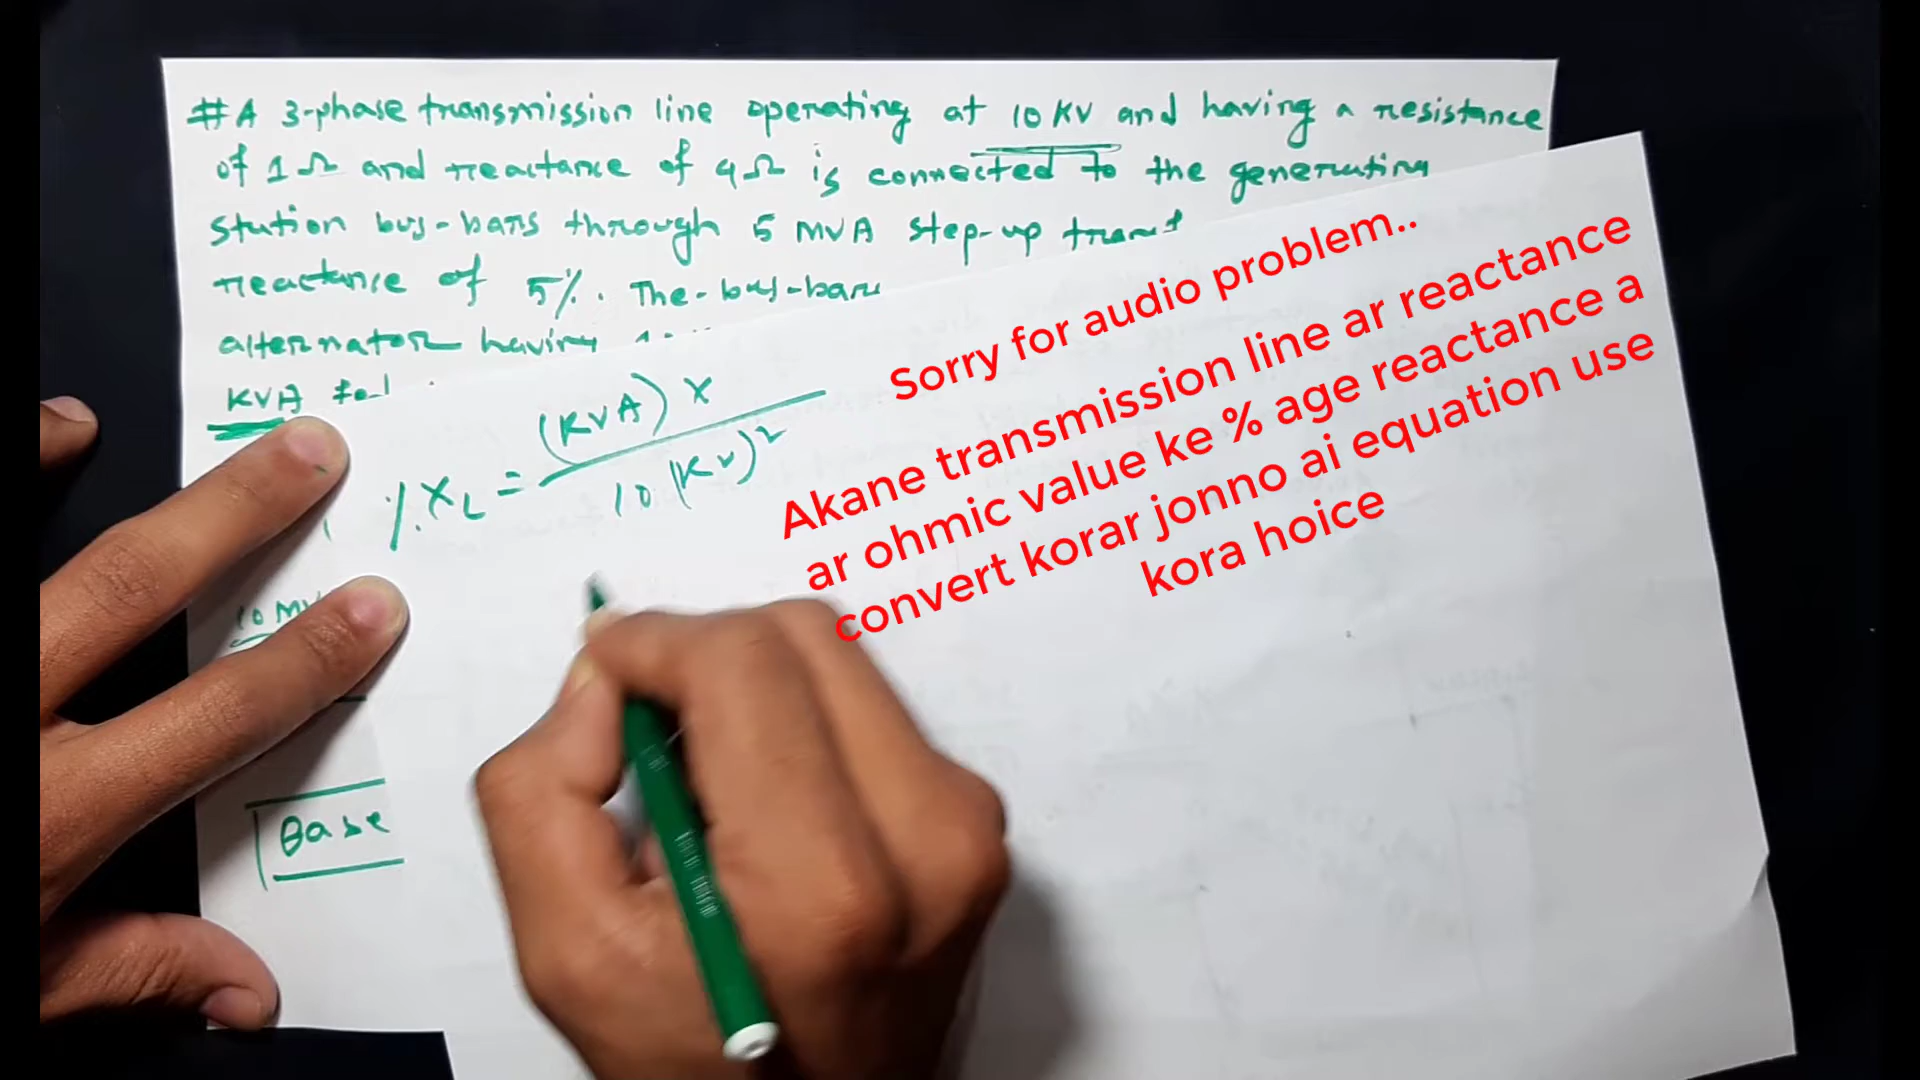 #A 3-phase transmission line operating at 10 KV and having a resistance
of 1Ω and reactance of 4Ω is connected to the generating
station bus-bars through 5 MVA step-up
reactance of 5%. The bus-bars
alternator having
KVA
%XL = (KVA) X
10 (KV)²
10
Base
Sorry for audio problem..
Akane transmission line ar reactance
ar ohmic value ke % age reactance a
convert korar jonno ai equation use
kora hoice